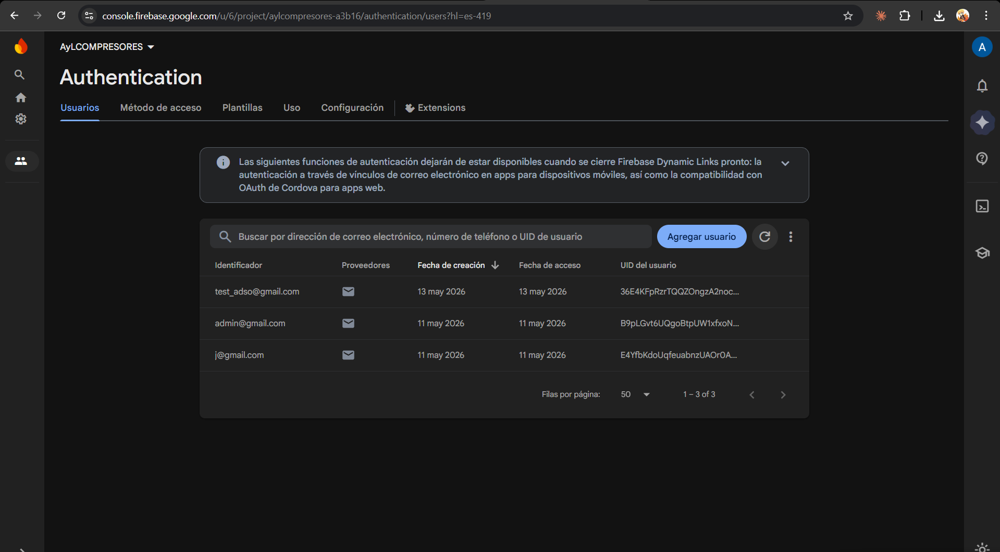 console.firebase.google.com/u/6/project/aylcompresores-a3b16/authentication/users?hl=es-419
AyLCOMPRESORES
A
Authentication
Usuarios Método de acceso Plantillas Uso Configuración Extensions
Las siguientes funciones de autenticación dejarán de estar disponibles cuando se cierre Firebase Dynamic Links pronto: la
autenticación a través de vínculos de correo electrónico en apps para dispositivos móviles, así como la compatibilidad con
OAuth de Cordova para apps web.
Buscar por dirección de correo electrónico, número de teléfono o UID de usuario Agregar usuario
Identificador Proveedores Fecha de creación Fecha de acceso UID del usuario
test_adso@gmail.com 13 may 2026 13 may 2026 36E4KFpRzrTQQZOngzA2noc...
admin@gmail.com 11 may 2026 11 may 2026 B9pLGvt6UQgoBtpUW1xfxoN...
j@gmail.com 11 may 2026 11 may 2026 E4YfbKdoUqfeuabnzUAOr0A...
Filas por página: 50 1 – 3 of 3